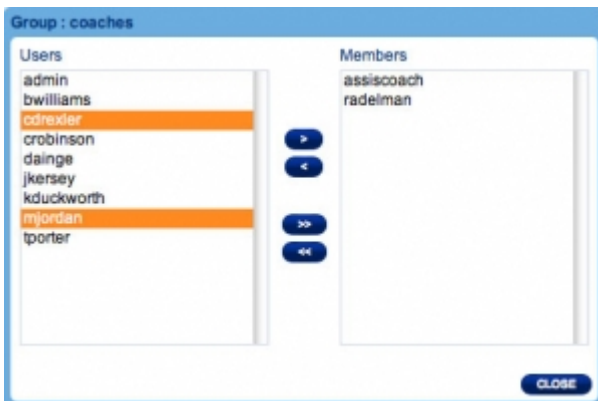 Group : coaches
Users
Members
admin
bwilliams
cdrexler
crobinson
dainge
jkersey
kduckworth
mjordan
tporter
assiscoach
radelman
>
<
>>
<<
CLOSE